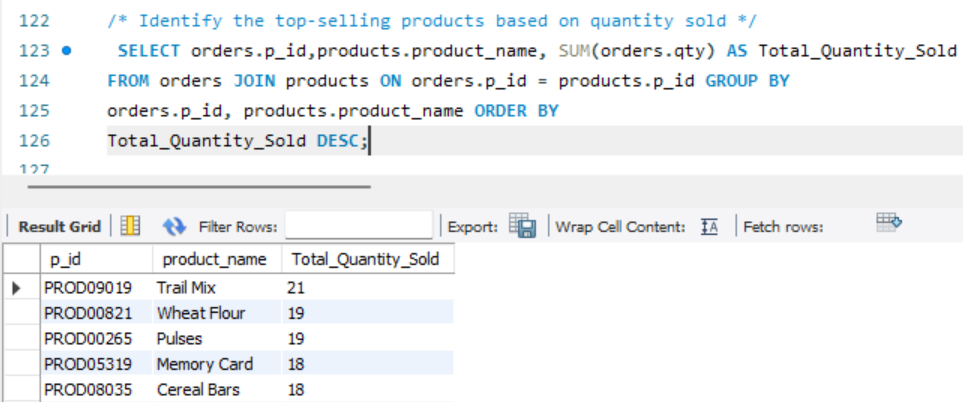 122 /* Identify the top-selling products based on quantity sold */
123 SELECT orders.p_id,products.product_name, SUM(orders.qty) AS Total_Quantity_Sold
124 FROM orders JOIN products ON orders.p_id = products.p_id GROUP BY
125 orders.p_id, products.product_name ORDER BY
126 Total_Quantity_Sold DESC;
127
Result Grid Filter Rows: Export: Wrap Cell Content: IA Fetch rows:
p_id product_name Total_Quantity_Sold
PROD09019 Trail Mix 21
PROD00821 Wheat Flour 19
PROD00265 Pulses 19
PROD05319 Memory Card 18
PROD08035 Cereal Bars 18